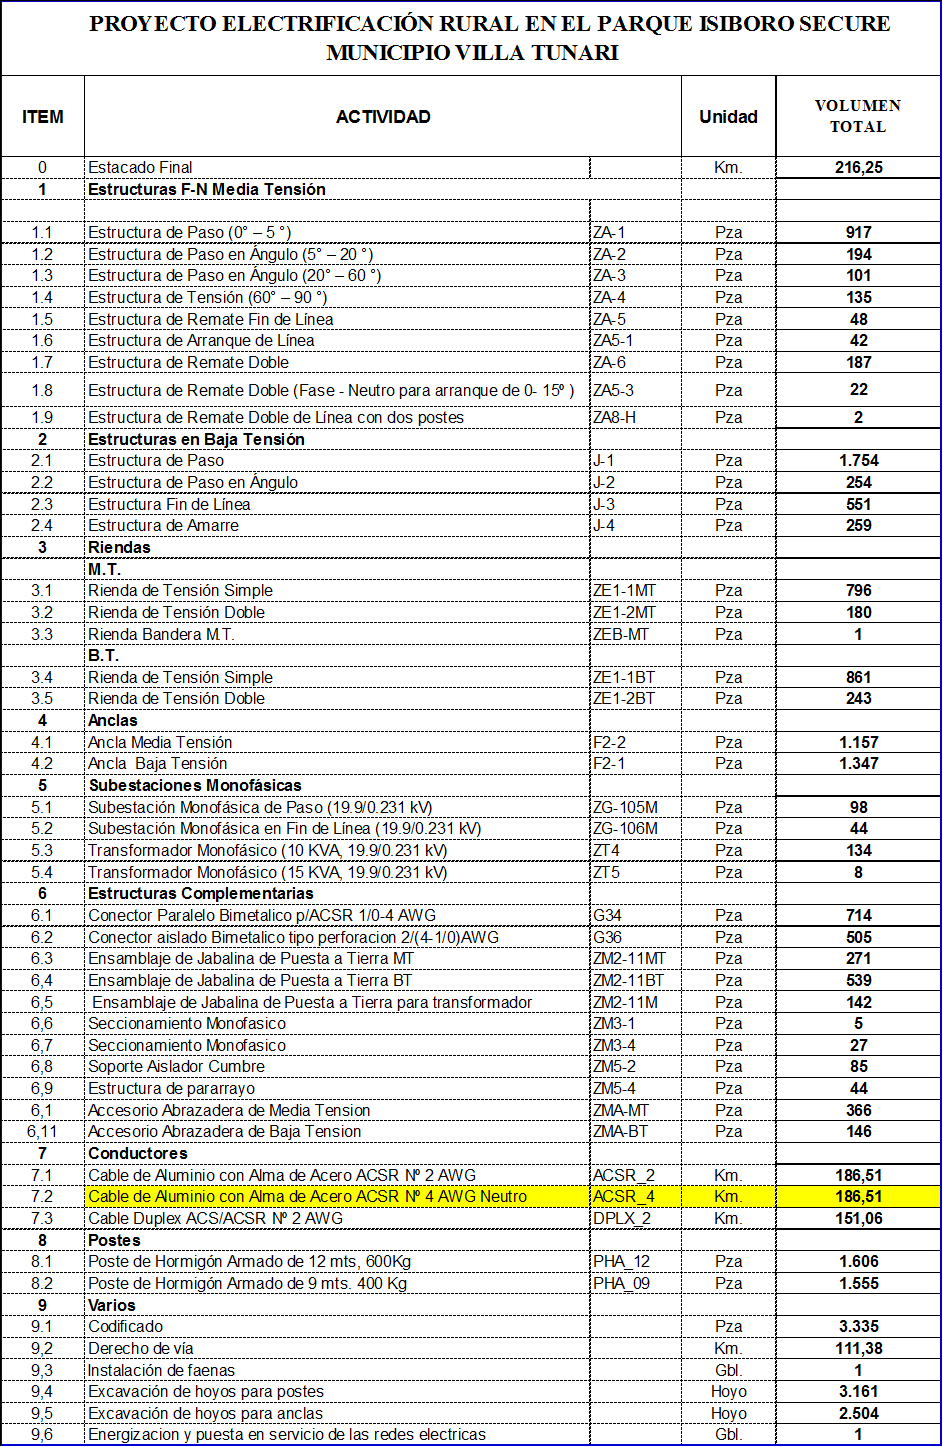 PROYECTO ELECTRIFICACIÓN RURAL EN EL PARQUE ISIBORO SECURE
MUNICIPIO VILLA TUNARI
ITEM ACTIVIDAD Unidad VOLUMEN TOTAL
0 Estacado Final Km. 216,25
1 Estructuras F-N Media Tensión
1.1 Estructura de Paso (0° – 5 °) ZA-1 Pza 917
1.2 Estructura de Paso en Ángulo (5° – 20 °) ZA-2 Pza 194
1.3 Estructura de Paso en Ángulo (20° – 60 °) ZA-3 Pza 101
1.4 Estructura de Tensión (60° – 90 °) ZA-4 Pza 135
1.5 Estructura de Remate Fin de Línea ZA-5 Pza 48
1.6 Estructura de Arranque de Línea ZA5-1 Pza 42
1.7 Estructura de Remate Doble ZA-6 Pza 187
1.8 Estructura de Remate Doble (Fase - Neutro para arranque de 0- 15º ) ZA5-3 Pza 22
1.9 Estructura de Remate Doble de Línea con dos postes ZA8-H Pza 2
2 Estructuras en Baja Tensión
2.1 Estructura de Paso J-1 Pza 1.754
2.2 Estructura de Paso en Ángulo J-2 Pza 254
2.3 Estructura Fin de Línea J-3 Pza 551
2.4 Estructura de Amarre J-4 Pza 259
3 Riendas
M.T.
3.1 Rienda de Tensión Simple ZE1-1MT Pza 796
3.2 Rienda de Tensión Doble ZE1-2MT Pza 180
3.3 Rienda Bandera M.T. ZEB-MT Pza 1
B.T.
3.4 Rienda de Tensión Simple ZE1-1BT Pza 861
3.5 Rienda de Tensión Doble ZE1-2BT Pza 243
4 Anclas
4.1 Ancla Media Tensión F2-2 Pza 1.157
4.2 Ancla Baja Tensión F2-1 Pza 1.347
5 Subestaciones Monofásicas
5.1 Subestación Monofásica de Paso (19.9/0.231 kV) ZG-105M Pza 98
5.2 Subestación Monofásica en Fin de Línea (19.9/0.231 kV) ZG-106M Pza 44
5.3 Transformador Monofásico (10 KVA, 19.9/0.231 kV) ZT4 Pza 134
5.4 Transformador Monofásico (15 KVA, 19.9/0.231 kV) ZT5 Pza 8
6 Estructuras Complementarias
6.1 Conector Paralelo Bimetalico p/ACSR 1/0-4 AWG G34 Pza 714
6.2 Conector aislado Bimetalico tipo perforacion 2/(4-1/0)AWG G36 Pza 505
6.3 Ensamblaje de Jabalina de Puesta a Tierra MT ZM2-11MT Pza 271
6,4 Ensamblaje de Jabalina de Puesta a Tierra BT ZM2-11BT Pza 539
6,5 Ensamblaje de Jabalina de Puesta a Tierra para transformador ZM2-11M Pza 142
6,6 Seccionamiento Monofasico ZM3-1 Pza 5
6,7 Seccionamiento Monofasico ZM3-4 Pza 27
6,8 Soporte Aislador Cumbre ZM5-2 Pza 85
6,9 Estructura de pararrayo ZM5-4 Pza 44
6,1 Accesorio Abrazadera de Media Tension ZMA-MT Pza 366
6,11 Accesorio Abrazadera de Baja Tension ZMA-BT Pza 146
7 Conductores
7.1 Cable de Aluminio con Alma de Acero ACSR Nº 2 AWG ACSR_2 Km. 186,51
7.2 Cable de Aluminio con Alma de Acero ACSR Nº 4 AWG Neutro ACSR_4 Km. 186,51
7.3 Cable Duplex ACS/ACSR Nº 2 AWG DPLX_2 Km. 151,06
8 Postes
8.1 Poste de Hormigón Armado de 12 mts, 600Kg PHA_12 Pza 1.606
8.2 Poste de Hormigón Armado de 9 mts. 400 Kg PHA_09 Pza 1.555
9 Varios
9.1 Codificado Pza 3.335
9,2 Derecho de vía Km. 111,38
9,3 Instalación de faenas Gbl. 1
9,4 Excavación de hoyos para postes Hoyo 3.161
9,5 Excavación de hoyos para anclas Hoyo 2.504
9,6 Energizacion y puesta en servicio de las redes electricas Gbl. 1